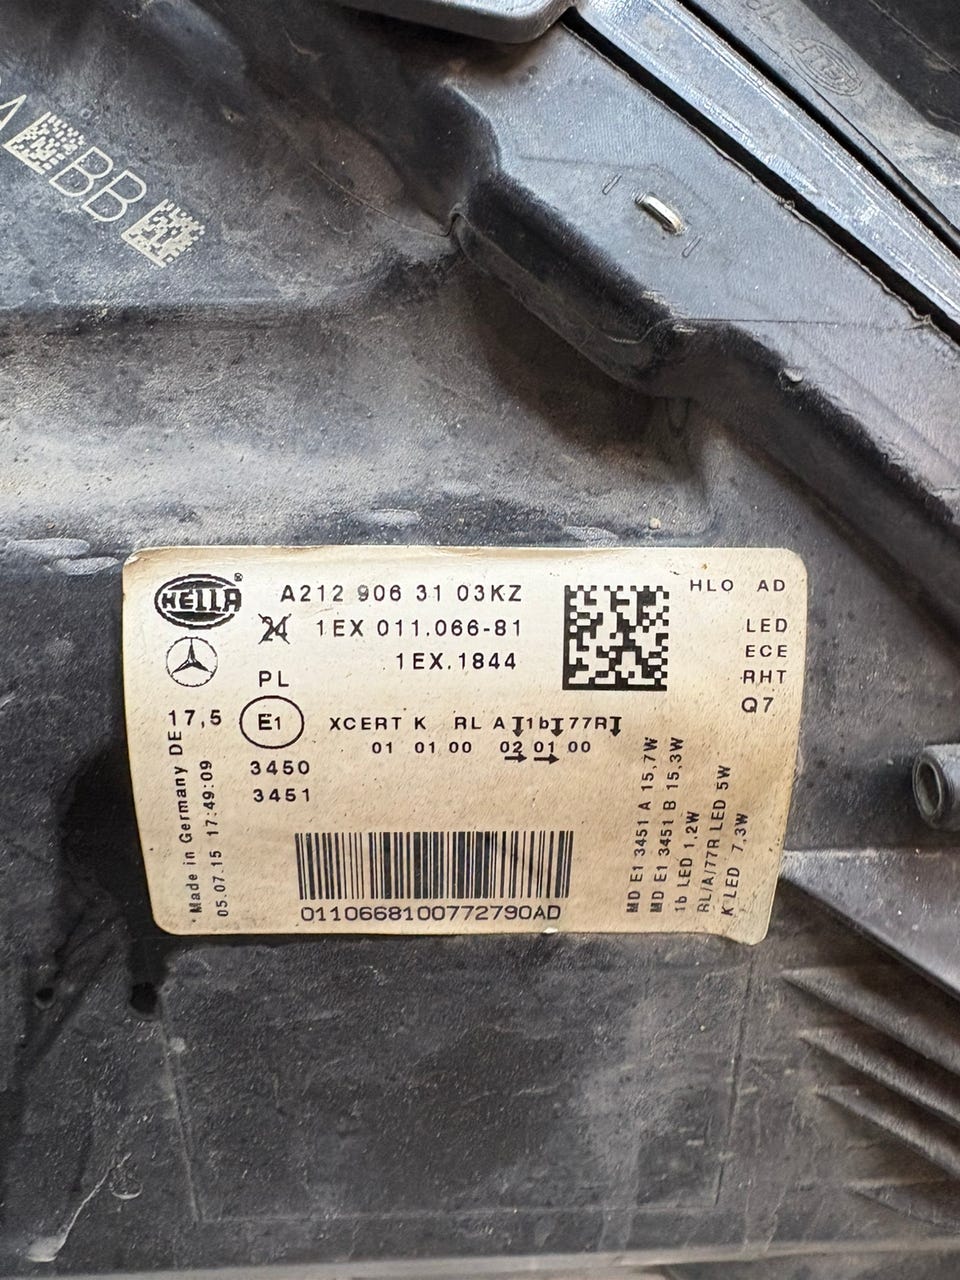 BB
HELLA®
A212 906 31 03KZ
24 1EX 011.066-81
1EX.1844
HLO AD
LED
ECE
RHT
Q7
PL
17,5 E1
XCERT K RL A 1b 77R
01 01 00 02 01 00
3450
3451
Made in Germany DE
05.07.15 17:49:09
MD E1 3451 A 15,7W
MD E1 3451 B 15,3W
1b LED 1,2W
RL/A/77R LED 5W
K LED 7,3W
0110668100772790AD